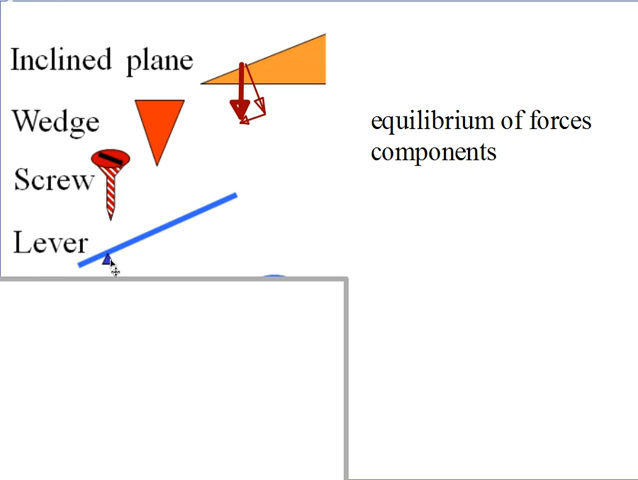 Inclined plane
Wedge
Screw
Lever
equilibrium of forces
components